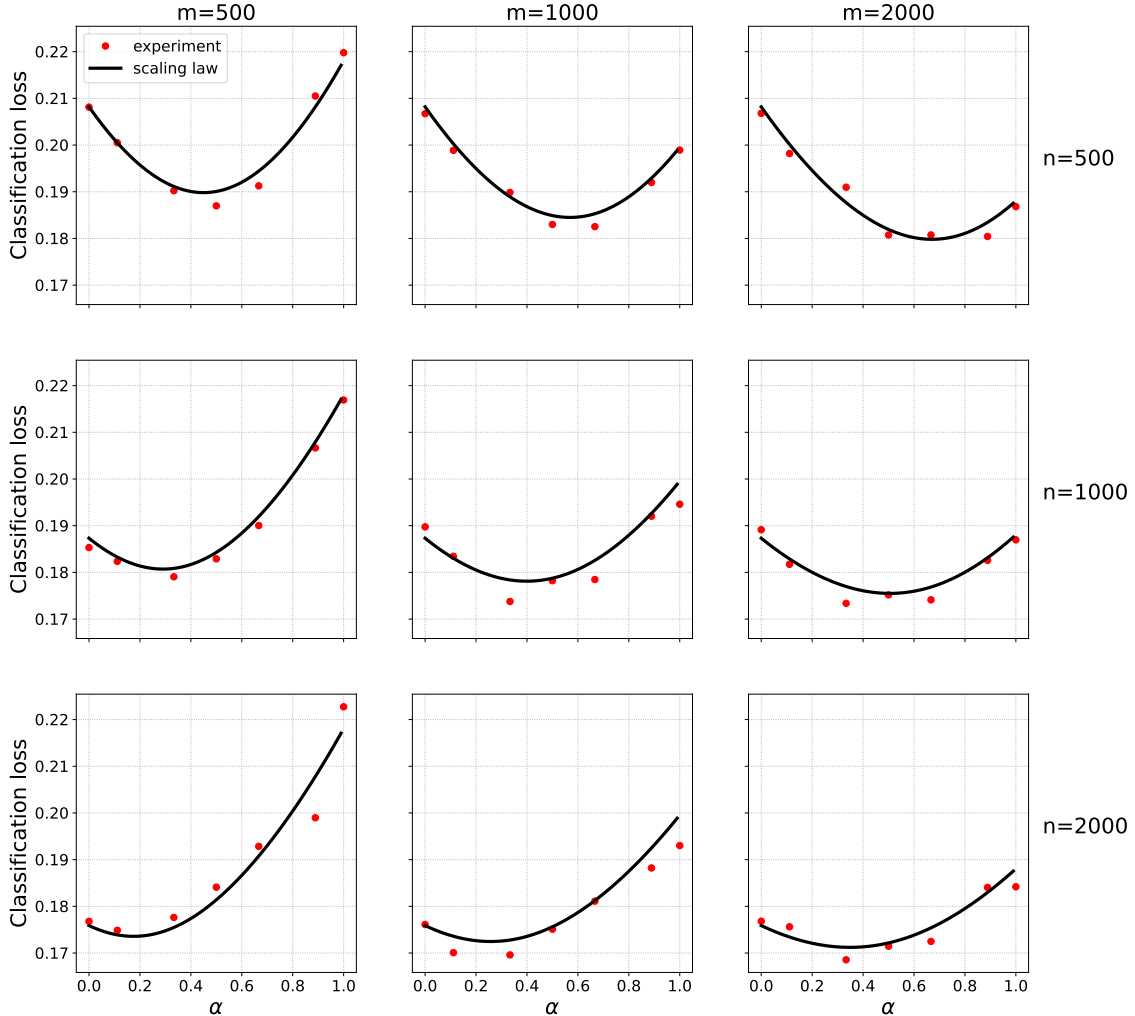 m=500
m=1000
m=2000
experiment
scaling law
Classification loss
0.22
0.21
0.20
0.19
0.18
0.17
n=500
Classification loss
0.22
0.21
0.20
0.19
0.18
0.17
n=1000
Classification loss
0.22
0.21
0.20
0.19
0.18
0.17
n=2000
0.0 0.2 0.4 0.6 0.8 1.0
α
0.0 0.2 0.4 0.6 0.8 1.0
α
0.0 0.2 0.4 0.6 0.8 1.0
α